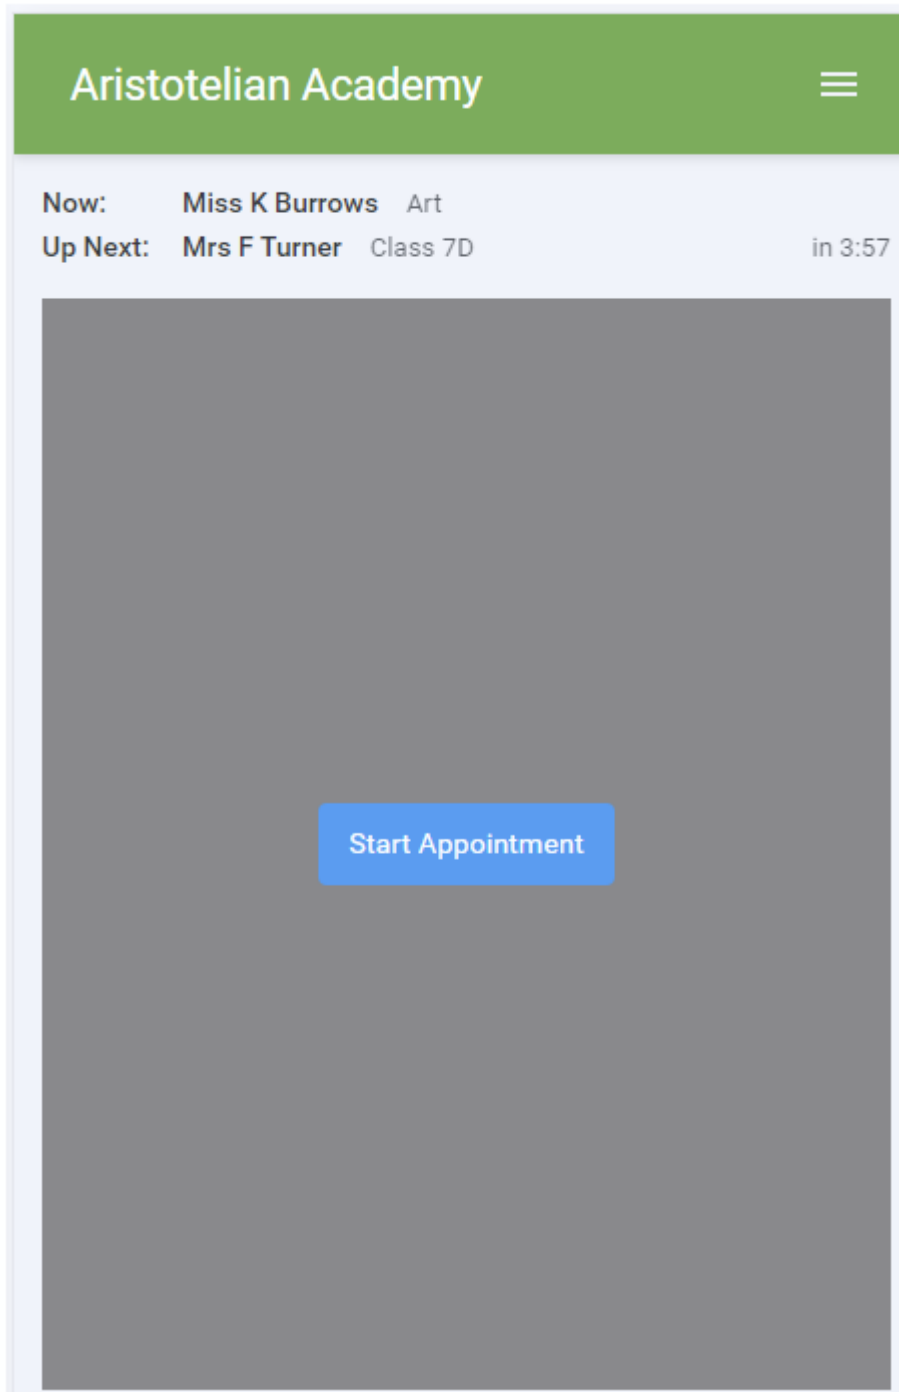 Aristotelian Academy
Now: Miss K Burrows Art
Up Next: Mrs F Turner Class 7D in 3:57
Start Appointment